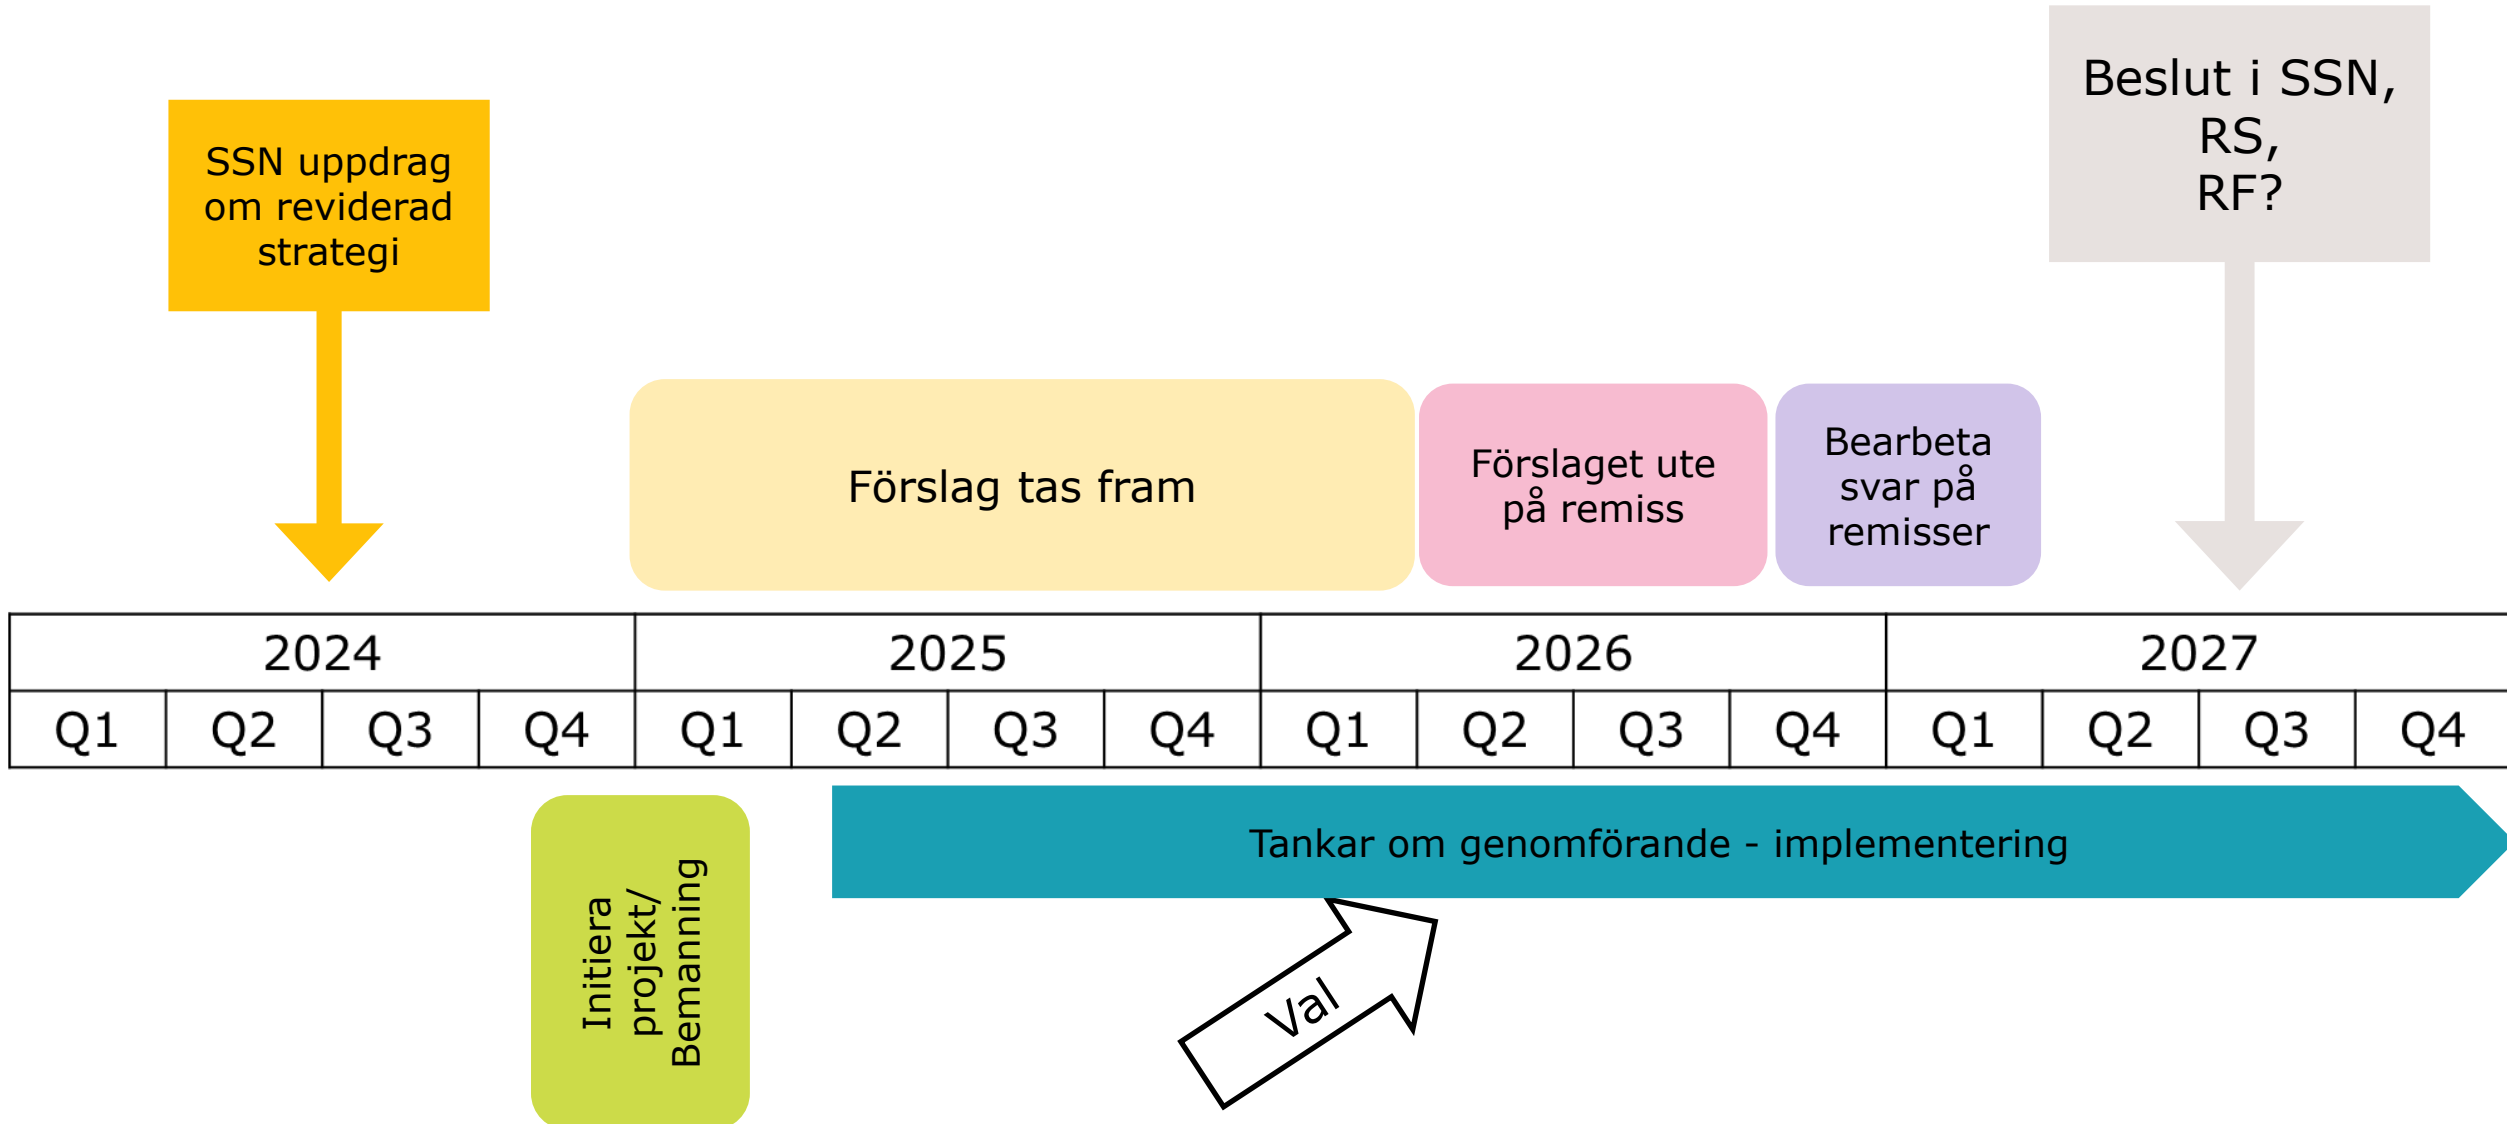 Beslut i SSN,
RS,
RF?
SSN uppdrag
om reviderad
strategi
Förslag tas fram
Förslaget ute
på remiss
Bearbeta
svar på
remisser
2024 2025 2026 2027
Q1 Q2 Q3 Q4 Q1 Q2 Q3 Q4 Q1 Q2 Q3 Q4 Q1 Q2 Q3 Q4
Tankar om genomförande - implementering
Initiera
projekt/
Bemanning
Val